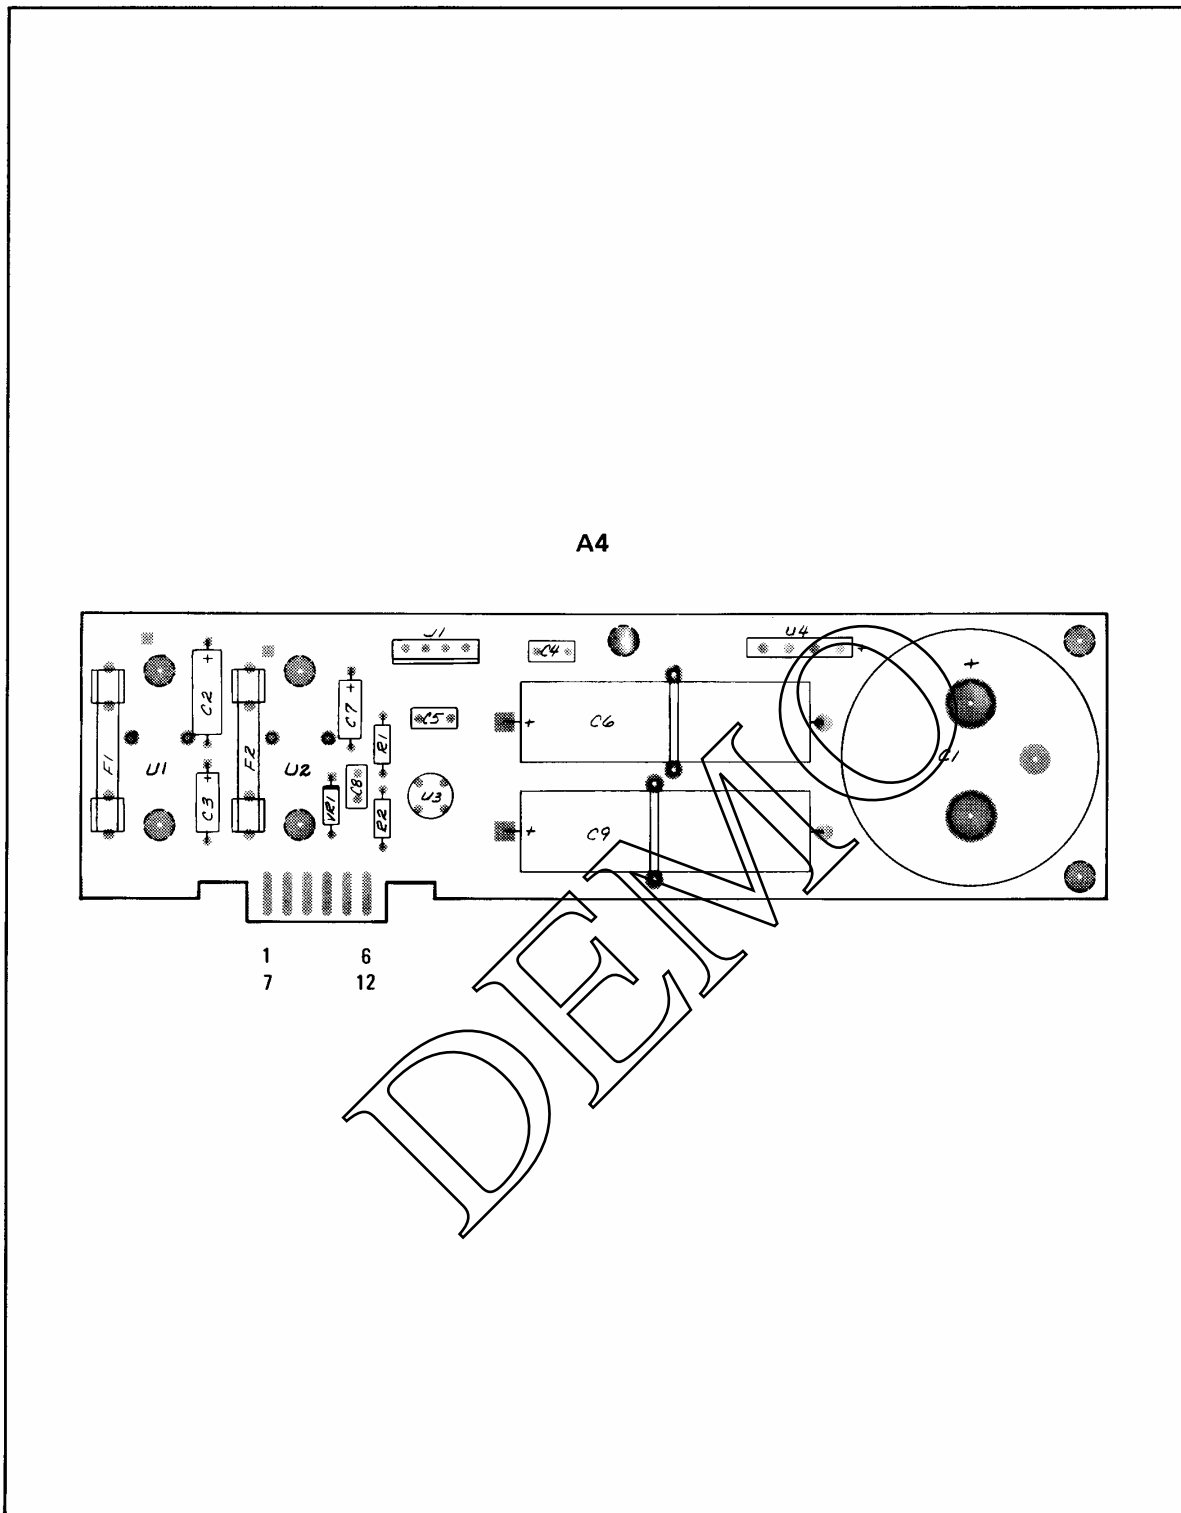 A4
J1
U4
+
C4
+
C2
+
C7
+
C5
+
C6
+
F1
U1
F2
U2
R1
C1
C3
+
VR1
C8
R2
U3
+
C9
1 6
7 12
DEMO